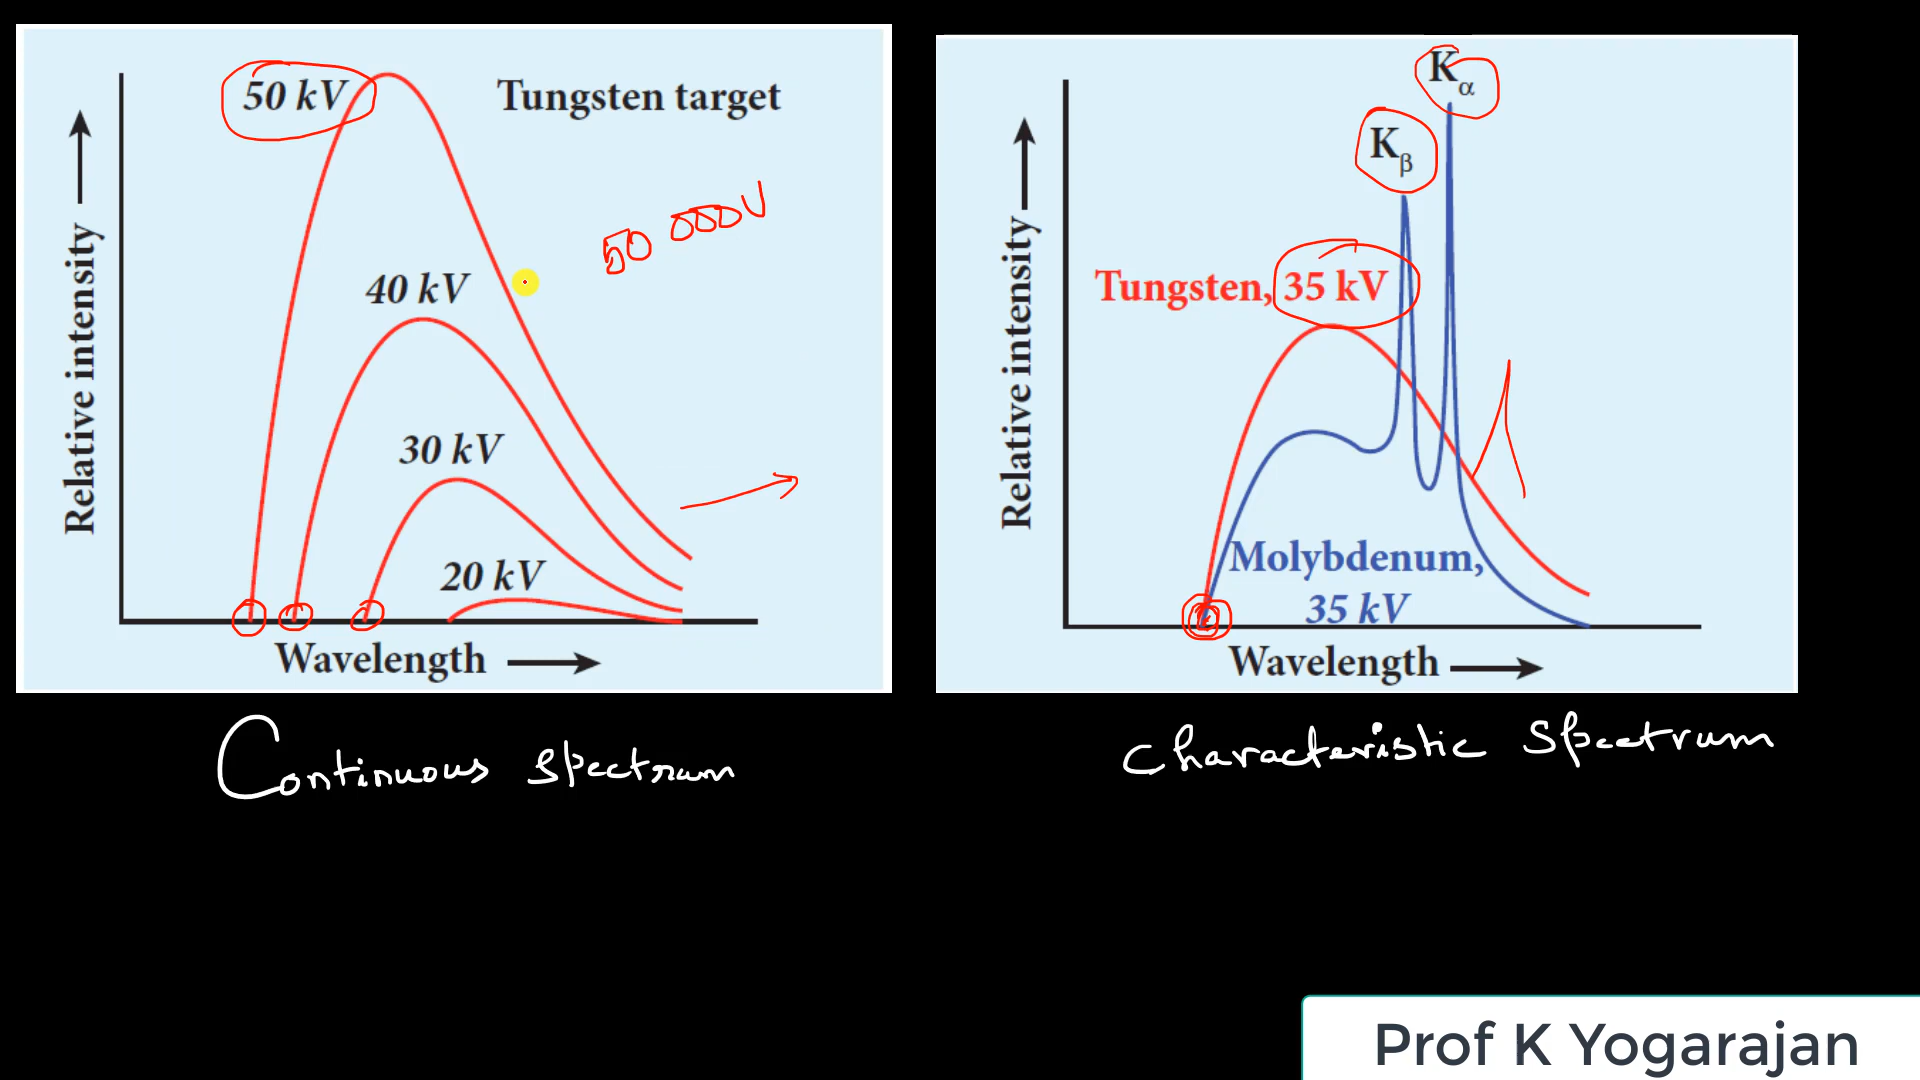 50 kV
Tungsten target
50 000V
40 kV
30 kV
20 kV
Relative intensity
Wavelength
Kα
Kβ
Tungsten, 35 kV
Molybdenum,
35 kV
Relative intensity
Wavelength
Continuous spectrum
Characteristic Spectrum
Prof K Yogarajan